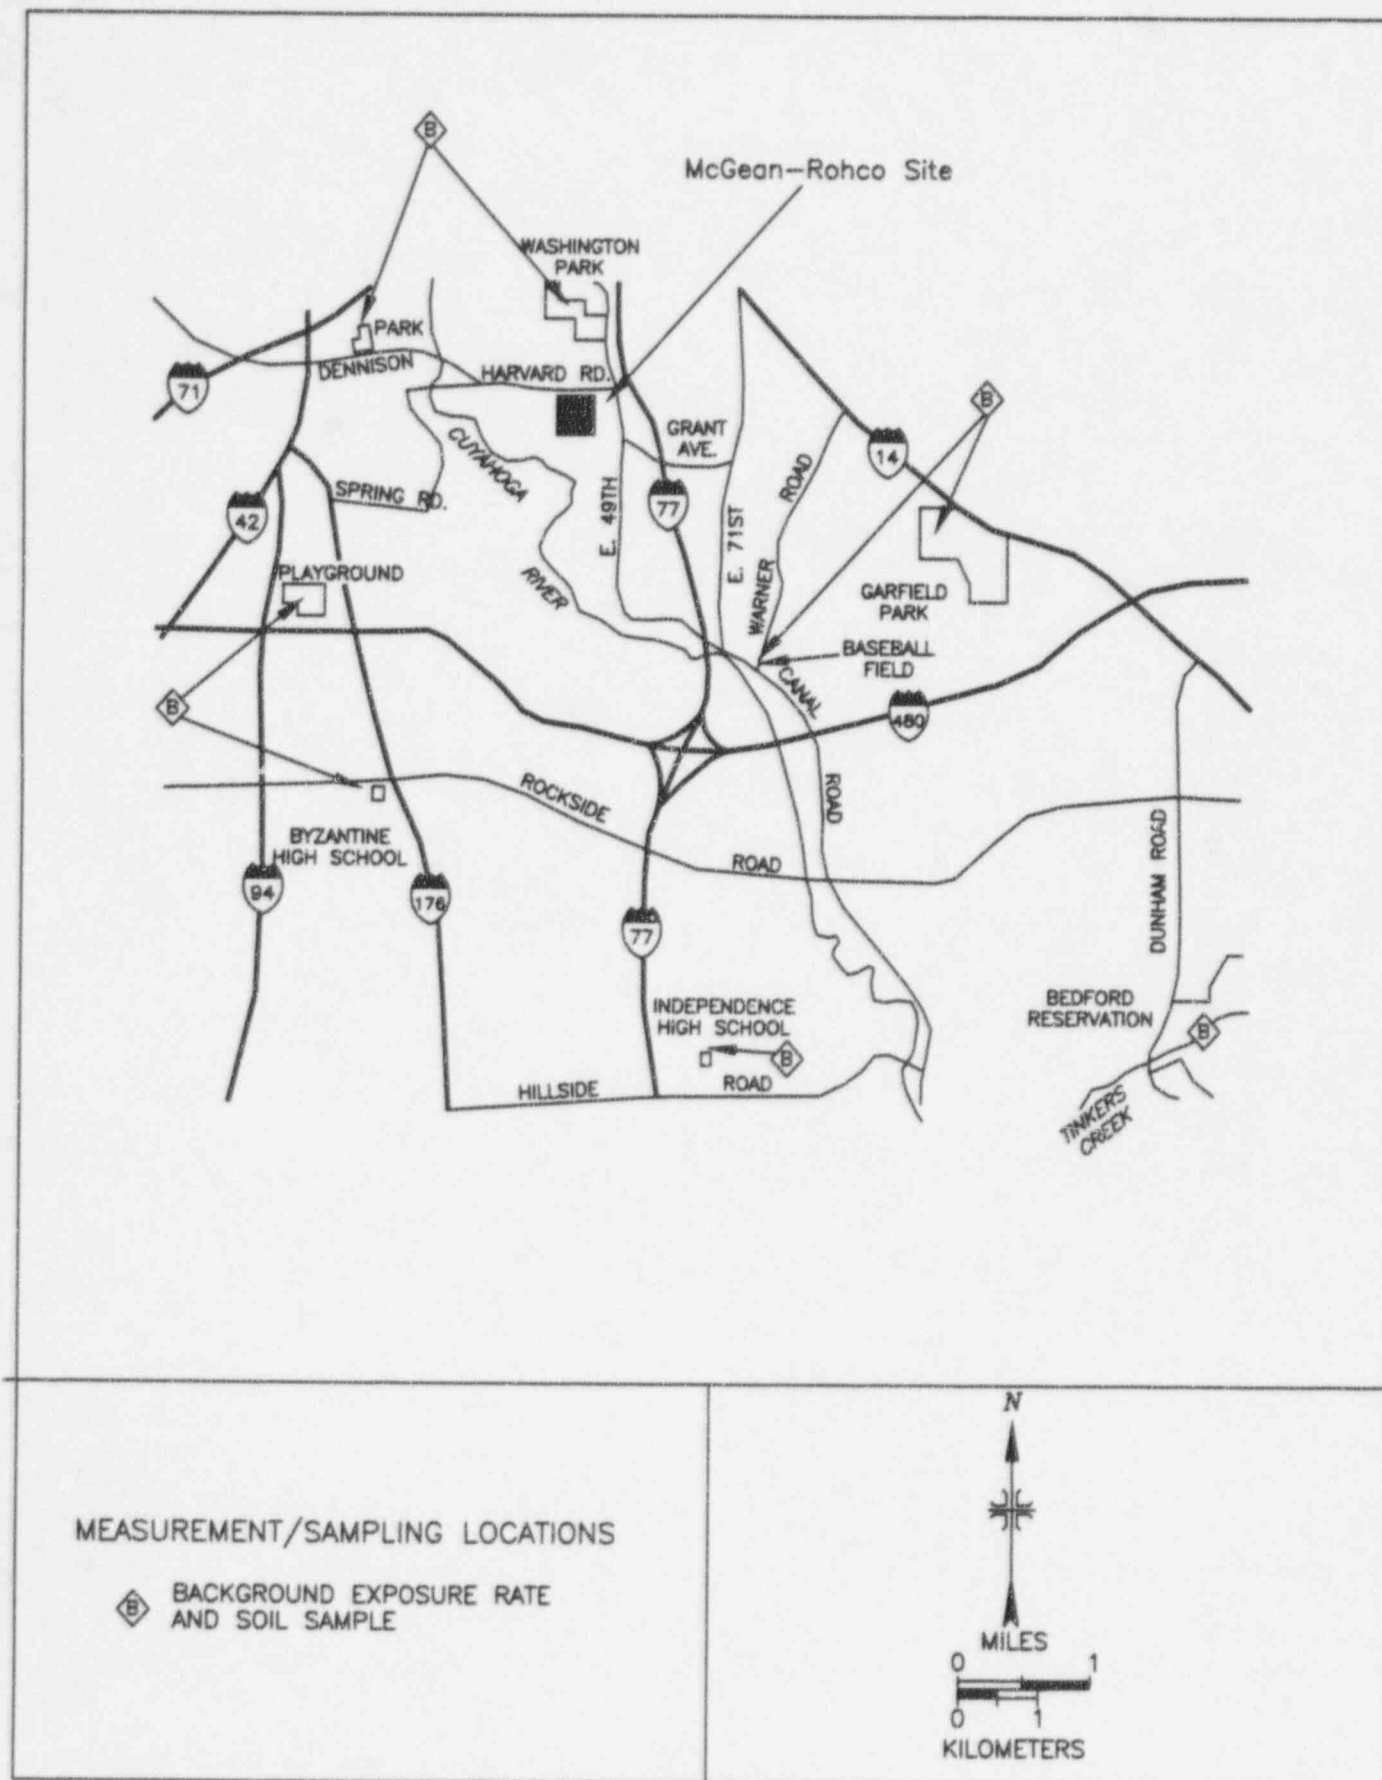 B
McGean-Rohco Site
WASHINGTON
PARK
PARK
DENNISON
HARVARD RD.
71
B
GRANT
AVE.
CUYAHOGA
RIVER
14
ROAD
WARNER
SPRING RD.
42
E. 49TH
77
E. 71ST
PLAYGROUND
GARFIELD
PARK
BASEBALL
FIELD
CANAL
ROAD
B
480
ROCKSIDE
ROAD
BYZANTINE
HIGH SCHOOL
94
176
77
DUNHAM ROAD
INDEPENDENCE
HIGH SCHOOL
B
BEDFORD
RESERVATION
B
HILLSIDE
ROAD
TINKERS
CREEK
MEASUREMENT/SAMPLING LOCATIONS
B
BACKGROUND EXPOSURE RATE
AND SOIL SAMPLE
N
MILES
0 1
0 1
KILOMETERS